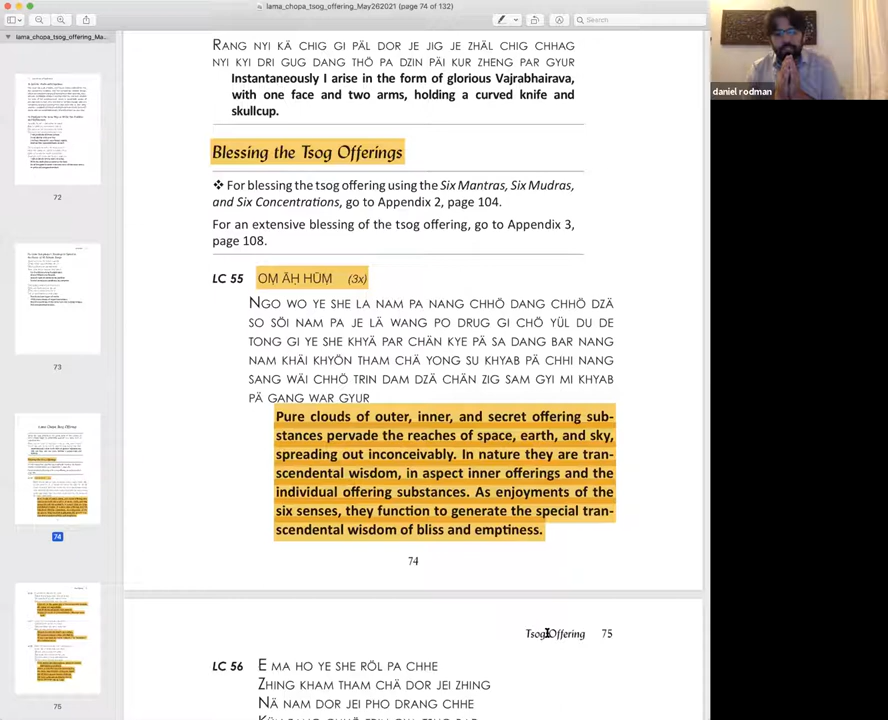 lama_chopa_tsog_offering_May262021 (page 74 of 132)
Search
lama_chopa_tsog_offering_Ma...
72
73
74
75
daniel rodman
RANG NYI KÄ CHIG GI PÄL DOR JE JIG JE ZHÄL CHIG CHHAG
NYI KYI DRI GUG DANG THÖ PA DZIN PÄI KUR ZHENG PAR GYUR
Instantaneously I arise in the form of glorious Vajrabhairava,
with one face and two arms, holding a curved knife and
skullcup.
Blessing the Tsog Offerings
❖ For blessing the tsog offering using the Six Mantras, Six Mudras,
and Six Concentrations, go to Appendix 2, page 104.
For an extensive blessing of the tsog offering, go to Appendix 3,
page 108.
LC 55 OṂ ĀḤ HŪṂ (3x)
NGO WO YE SHE LA NAM PA NANG CHHÖ DANG CHHÖ DZÄ
SO SÖI NAM PA JE LÄ WANG PO DRUG GI CHÖ YÜL DU DE
TONG GI YE SHE KHYÄ PAR CHÄN KYE PÄ SA DANG BAR NANG
NAM KHÄI KHYÖN THAM CHÄ YONG SU KHYAB PÄ CHHI NANG
SANG WÄI CHHÖ TRIN DAM DZÄ CHÄN ZIG SAM GYI MI KHYAB
PÄ GANG WAR GYUR
Pure clouds of outer, inner, and secret offering sub-
stances pervade the reaches of space, earth, and sky,
spreading out inconceivably. In nature they are tran-
scendental wisdom, in aspect inner offerings and the
individual offering substances. As enjoyments of the
six senses, they function to generate the special tran-
scendental wisdom of bliss and emptiness.
74
Tsog Offering 75
LC 56 E MA HO YE SHE RÖL PA CHHE
ZHING KHAM THAM CHÄ DOR JEI ZHING
NÄ NAM DOR JEI PHO DRANG CHHE